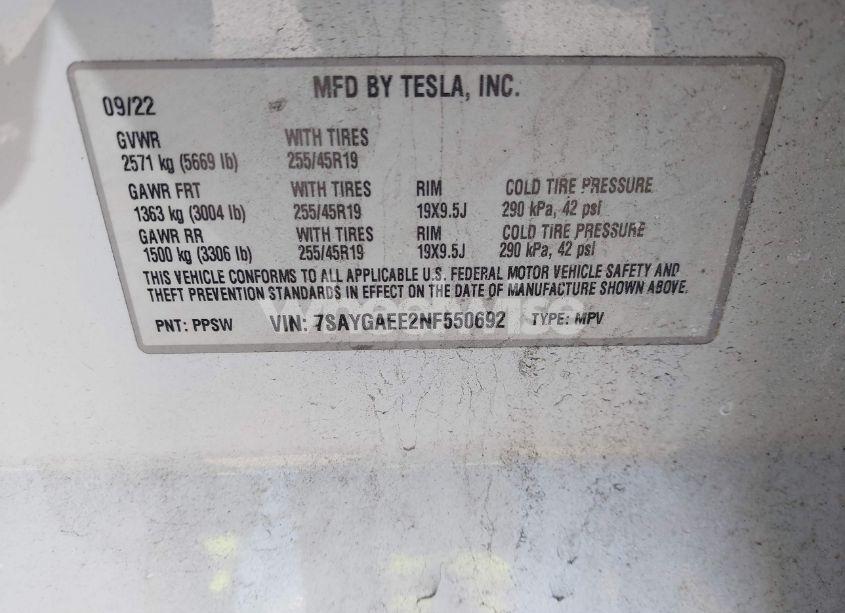 MFD BY TESLA, INC.
09/22
GVWR WITH TIRES
2571 kg (5669 lb) 255/45R19
GAWR FRT WITH TIRES RIM COLD TIRE PRESSURE
1363 kg (3004 lb) 255/45R19 19X9.5J 290 kPa, 42 psi
GAWR RR WITH TIRES RIM COLD TIRE PRESSURE
1500 kg (3306 lb) 255/45R19 19X9.5J 290 kPa, 42 psi
THIS VEHICLE CONFORMS TO ALL APPLICABLE U.S. FEDERAL MOTOR VEHICLE SAFETY AND
THEFT PREVENTION STANDARDS IN EFFECT ON THE DATE OF MANUFACTURE SHOWN ABOVE.
PNT: PPSW VIN: 7SAYGAEE2NF550692 TYPE: MPV